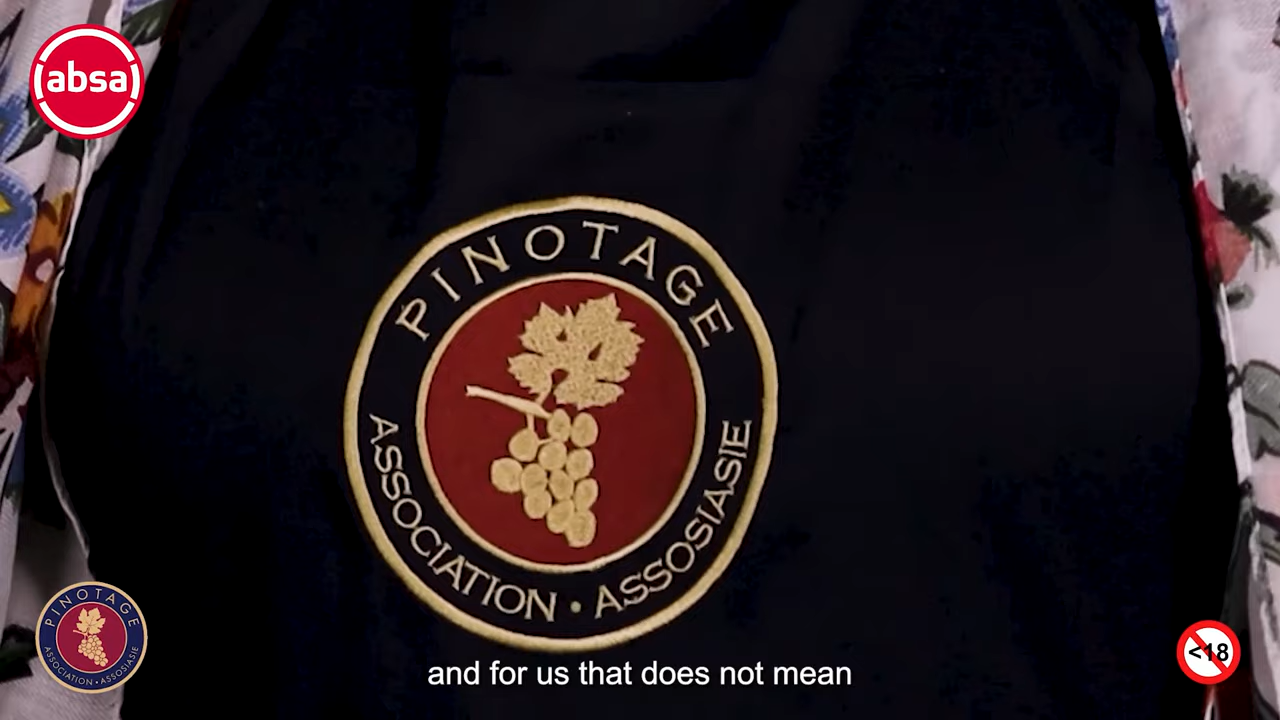 absa
PINOTAGE
ASSOCIATION • ASSOSIASIE
PINOTAGE
ASSOCIATION • ASSOSIASIE
<18
and for us that does not mean